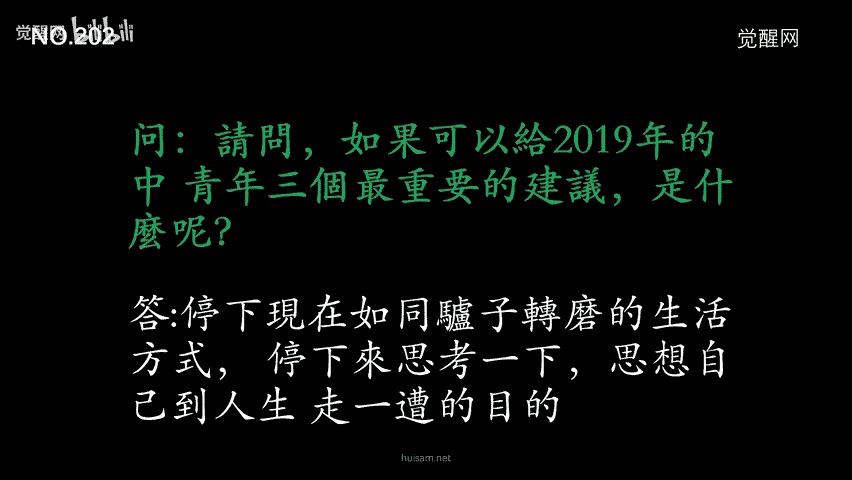 觉醒网 bilibili
NO.202
觉醒网
问：請問，如果可以給2019年的
中 青年三個最重要的建議，是什
麼呢?
答:停下現在如同驢子轉磨的生活
方式， 停下來思考一下，思想自
己到人生 走一遭的目的
huisam.net